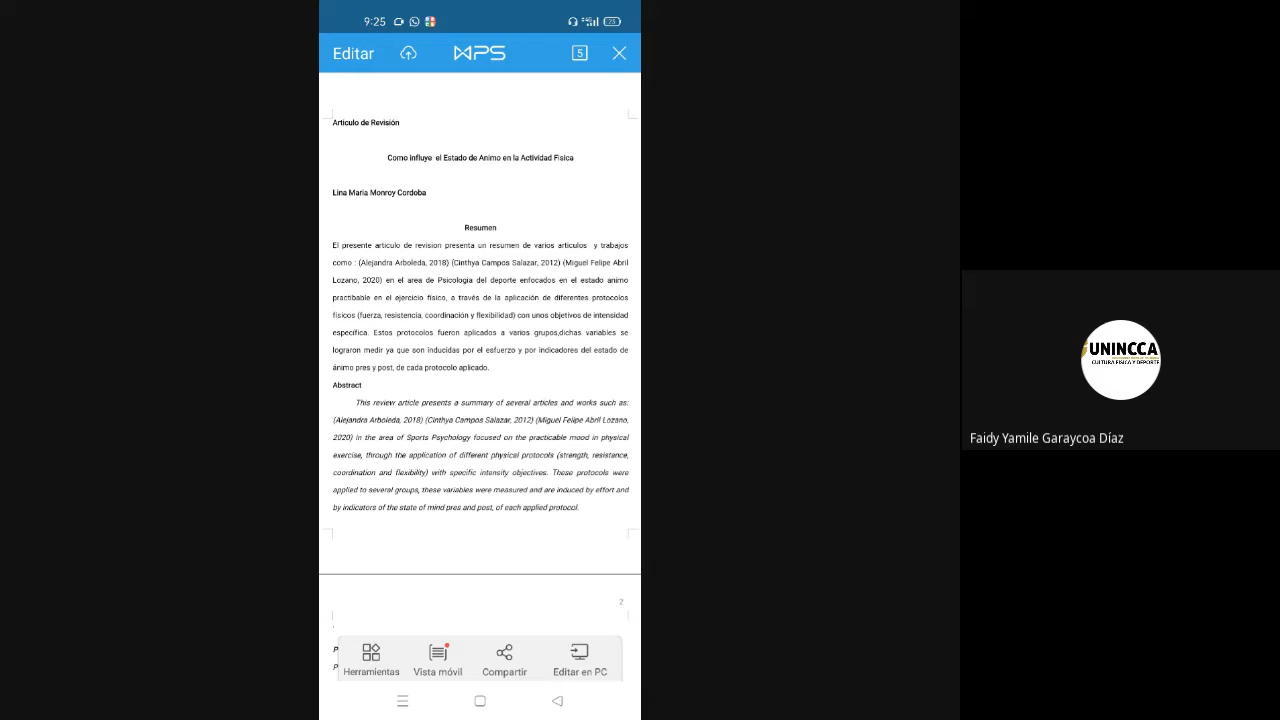 9:25
23
Editar
WPS
5
Articulo de Revisión
Como influye el Estado de Animo en la Actividad Fisica
Lina Maria Monroy Cordoba
Resumen
El presente articulo de revision presenta un resumen de varios articulos y trabajos
como : (Alejandra Arboleda, 2018) (Cinthya Campos Salazar, 2012) (Miguel Felipe Abril
Lozano, 2020) en el area de Psicologia del deporte enfocados en el estado animo
practibable en el ejercicio físico, a través de la aplicación de diferentes protocolos
físicos (fuerza, resistencia, coordinación y flexibilidad) con unos objetivos de intensidad
específica. Estos protocolos fueron aplicados a varios grupos,dichas variables se
lograron medir ya que son inducidas por el esfuerzo y por indicadores del estado de
ánimo pres y post, de cada protocolo aplicado.
Abstract
This review article presents a summary of several articles and works such as:
(Alejandra Arboleda, 2018) (Cinthya Campos Salazar, 2012) (Miguel Felipe Abril Lozano,
2020) in the area of Sports Psychology focused on the practicable mood in physical
exercise, through the application of different physical protocols (strength, resistance,
coordination and flexibility) with specific intensity objectives. These protocols were
applied to several groups, these variables were measured and are induced by effort and
by indicators of the state of mind pres and post, of each applied protocol.
2
P
P
Herramientas
Vista móvil
Compartir
Editar en PC
UNINCCA
CULTURA FISICA Y DEPORTE
Faidy Yamile Garaycoa Díaz